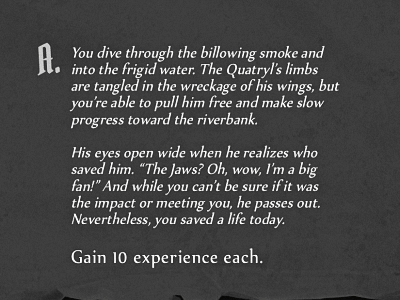 A.
You dive through the billowing smoke and
into the frigid water. The Quatryl’s limbs
are tangled in the wreckage of his wings, but
you’re able to pull him free and make slow
progress toward the riverbank.
His eyes open wide when he realizes who
saved him. “The Jaws? Oh, wow, I’m a big
fan!” And while you can’t be sure if it was
the impact or meeting you, he passes out.
Nevertheless, you saved a life today.
Gain 10 experience each.